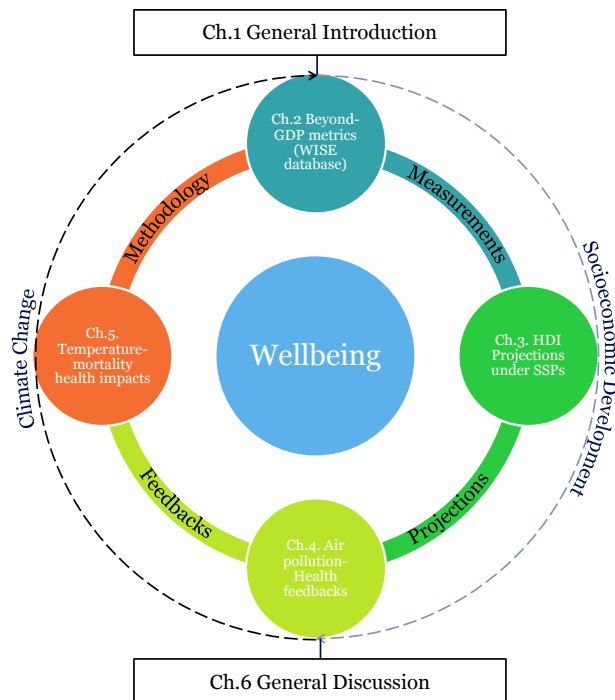 Ch.1 General Introduction
Ch.2 Beyond-
GDP metrics
(WISE
database)
Methodology
Measurements
Climate Change
Socioeconomic Development
Ch.5.
Temperature-
mortality
health impacts
Wellbeing
Ch.3. HDI
Projections
under SSPs
Feedbacks
Projections
Ch.4. Air
pollution-
Health
feedbacks
Ch.6 General Discussion